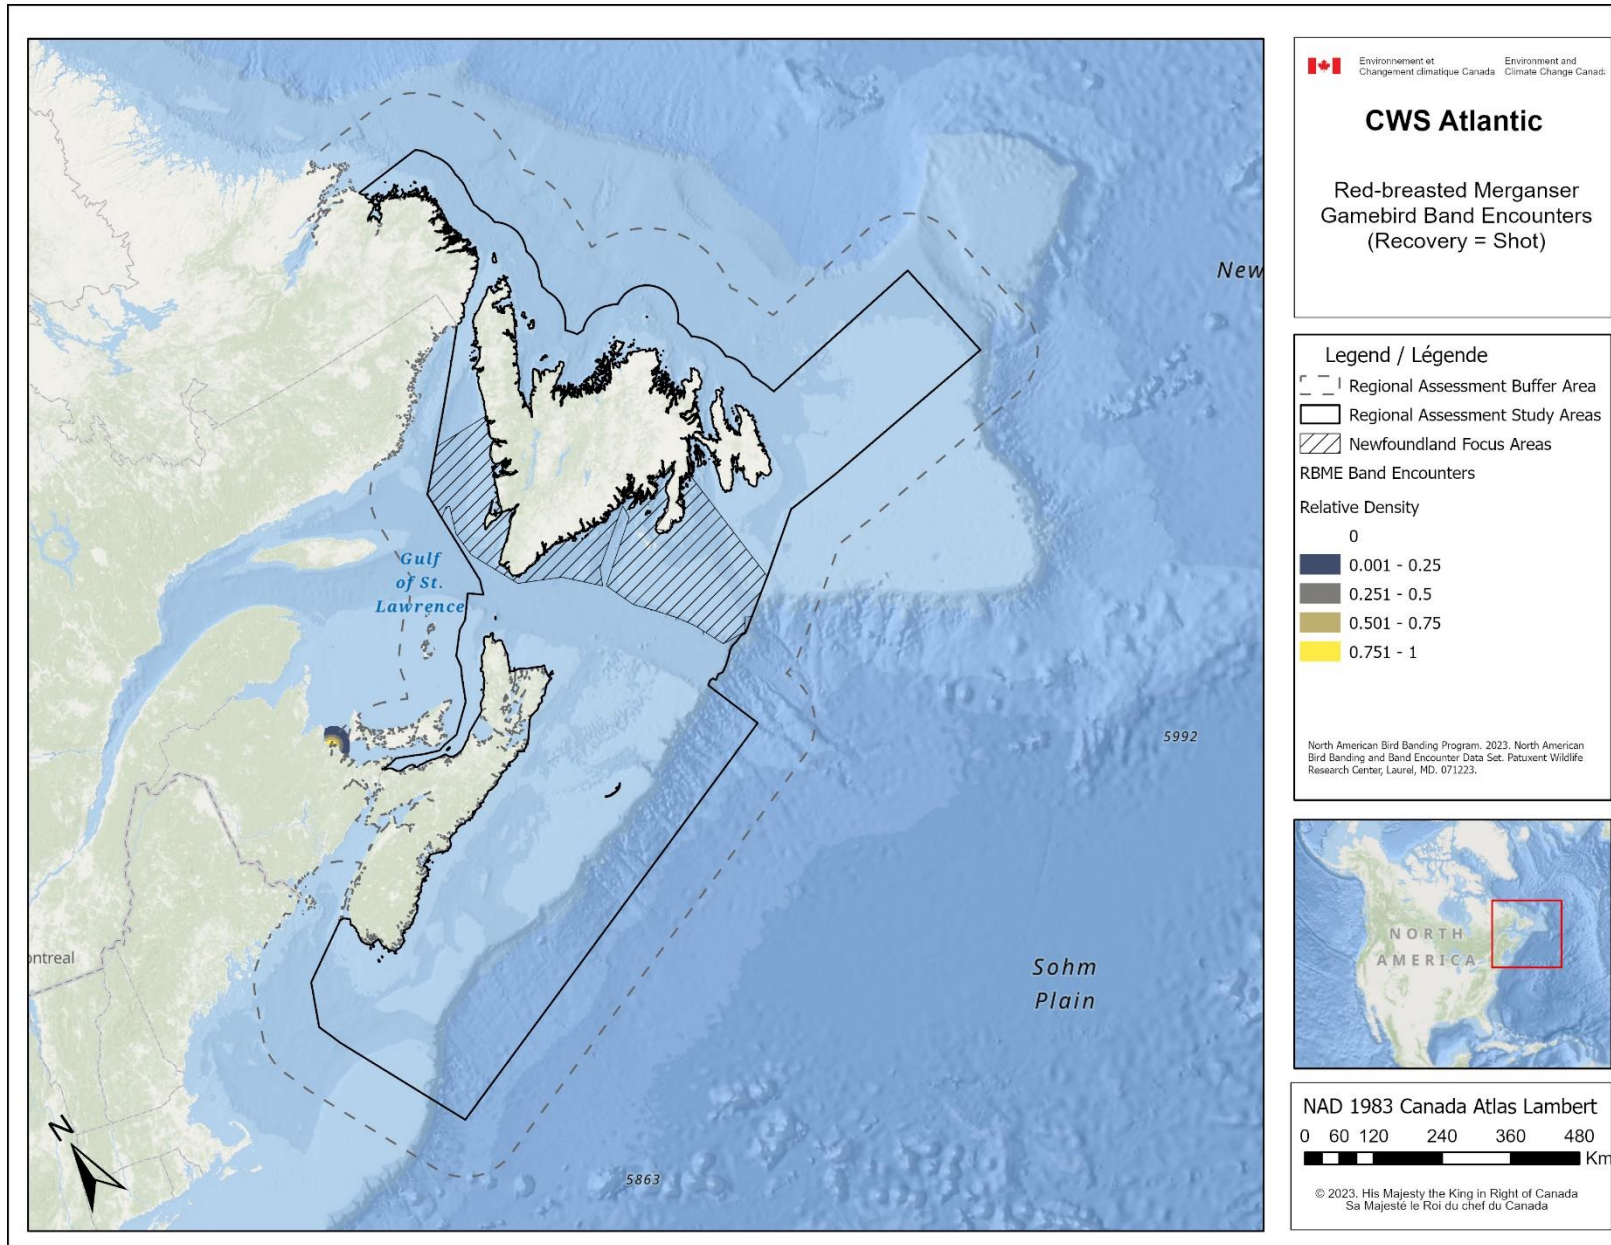 Environnement et
Changement climatique Canada
Environment and
Climate Change Canada
CWS Atlantic
Red-breasted Merganser
Gamebird Band Encounters
(Recovery = Shot)
Legend / Légende
Regional Assessment Buffer Area
Regional Assessment Study Areas
Newfoundland Focus Areas
RBME Band Encounters
Relative Density
0
0.001 - 0.25
0.251 - 0.5
0.501 - 0.75
0.751 - 1
North American Bird Banding Program. 2023. North American
Bird Banding and Band Encounter Data Set. Patuxent Wildlife
Research Center, Laurel, MD. 071223.
NORTH
AMERICA
NAD 1983 Canada Atlas Lambert
0 60 120 240 360 480
Km
© 2023. His Majesty the King in Right of Canada
Sa Majesté le Roi du chef du Canada
New
Gulf
of St.
Lawrence
5992
ontreal
Sohm
Plain
5863
N